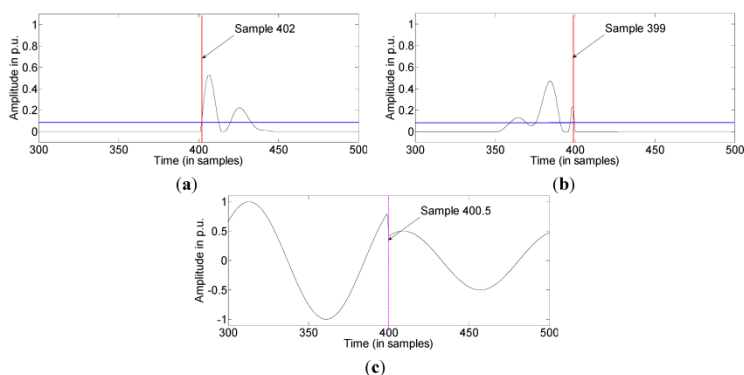 Sample 402
Amplitude in p.u.
1
0.8
0.6
0.4
0.2
0
300 350 400 450 500
Time (in samples)
(a)
Sample 399
Amplitude in p.u.
1
0.8
0.6
0.4
0.2
0
300 350 400 450 500
Time (in samples)
(b)
Sample 400.5
Amplitude in p.u.
1
0.5
0
-0.5
-1
300 350 400 450 500
Time (in samples)
(c)